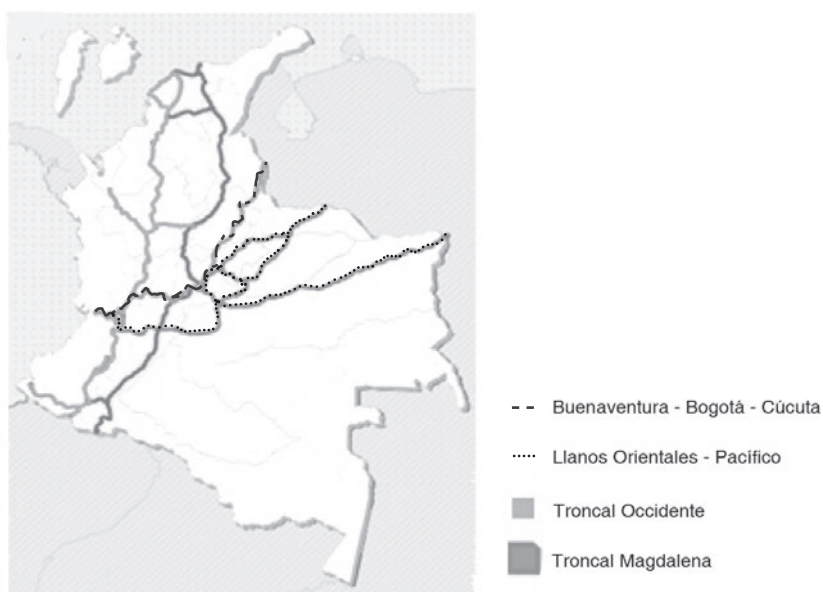 Buenaventura - Bogotá - Cúcuta
Llanos Orientales - Pacífico
Troncal Occidente
Troncal Magdalena